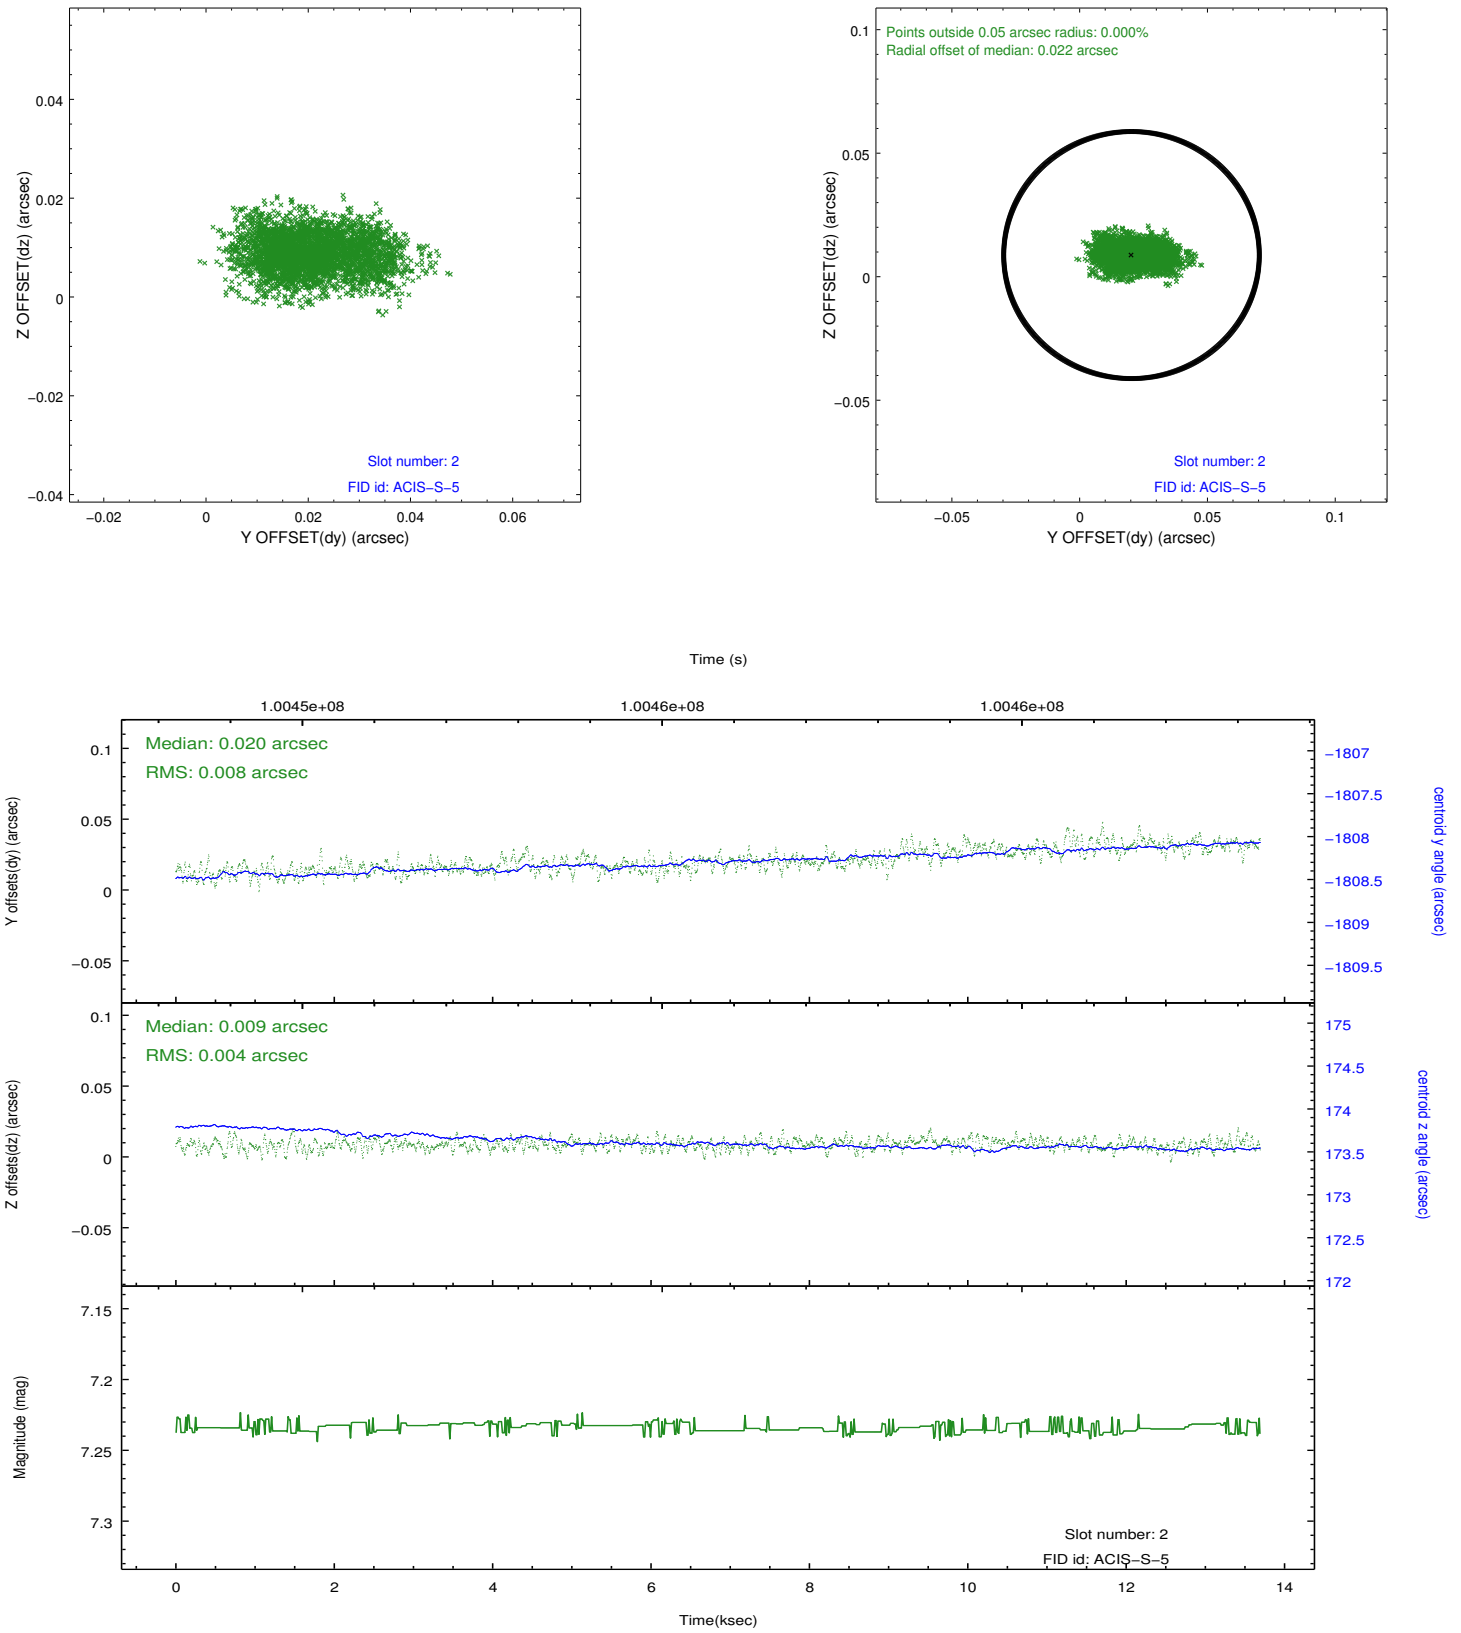 0.04
0.02
0
−0.02
−0.04
Z OFFSET(dz) (arcsec)
Slot number: 2
FID id: ACIS−S−5
−0.02
0
0.02
0.04
0.06
Y OFFSET(dy) (arcsec)
Points outside 0.05 arcsec radius: 0.000%
Radial offset of median: 0.022 arcsec
0.1
0.05
0
−0.05
Z OFFSET(dz) (arcsec)
Slot number: 2
FID id: ACIS−S−5
−0.05
0
0.05
0.1
Y OFFSET(dy) (arcsec)
Time (s)
1.0045e+08
1.0046e+08
1.0046e+08
Median: 0.020 arcsec
RMS: 0.008 arcsec
0.1
0.05
0
−0.05
Y offsets(dy) (arcsec)
−1807
−1807.5
−1808
−1808.5
−1809
−1809.5
centroid y angle (arcsec)
Median: 0.009 arcsec
RMS: 0.004 arcsec
0.1
0.05
0
−0.05
Z offsets(dz) (arcsec)
175
174.5
174
173.5
173
172.5
172
centroid z angle (arcsec)
7.15
7.2
7.25
7.3
Magnitude (mag)
Slot number: 2
FID id: ACIS−S−5
0
2
4
6
8
10
12
14
Time(ksec)